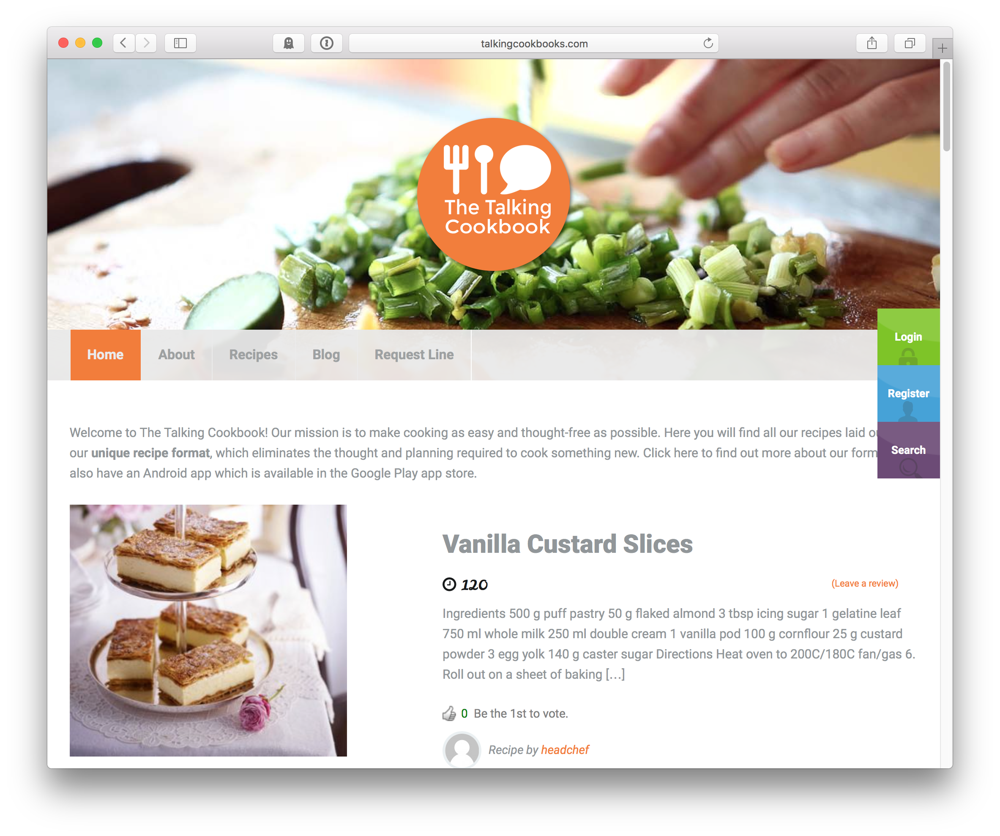 talkingcookbooks.com
The Talking
Cookbook
Home About Recipes Blog Request Line
Login
Register
Search
Welcome to The Talking Cookbook! Our mission is to make cooking as easy and thought-free as possible. Here you will find all our recipes laid
our unique recipe format, which eliminates the thought and planning required to cook something new. Click here to find out more about our
also have an Android app which is available in the Google Play app store.
Vanilla Custard Slices
120
(Leave a review)
Ingredients 500 g puff pastry 50 g flaked almond 3 tbsp icing sugar 1 gelatine leaf
750 ml whole milk 250 ml double cream 1 vanilla pod 100 g cornflour 25 g custard
powder 3 egg yolk 140 g caster sugar Directions Heat oven to 200C/180C fan/gas 6.
Roll out on a sheet of baking […]
0 Be the 1st to vote.
Recipe by headchef